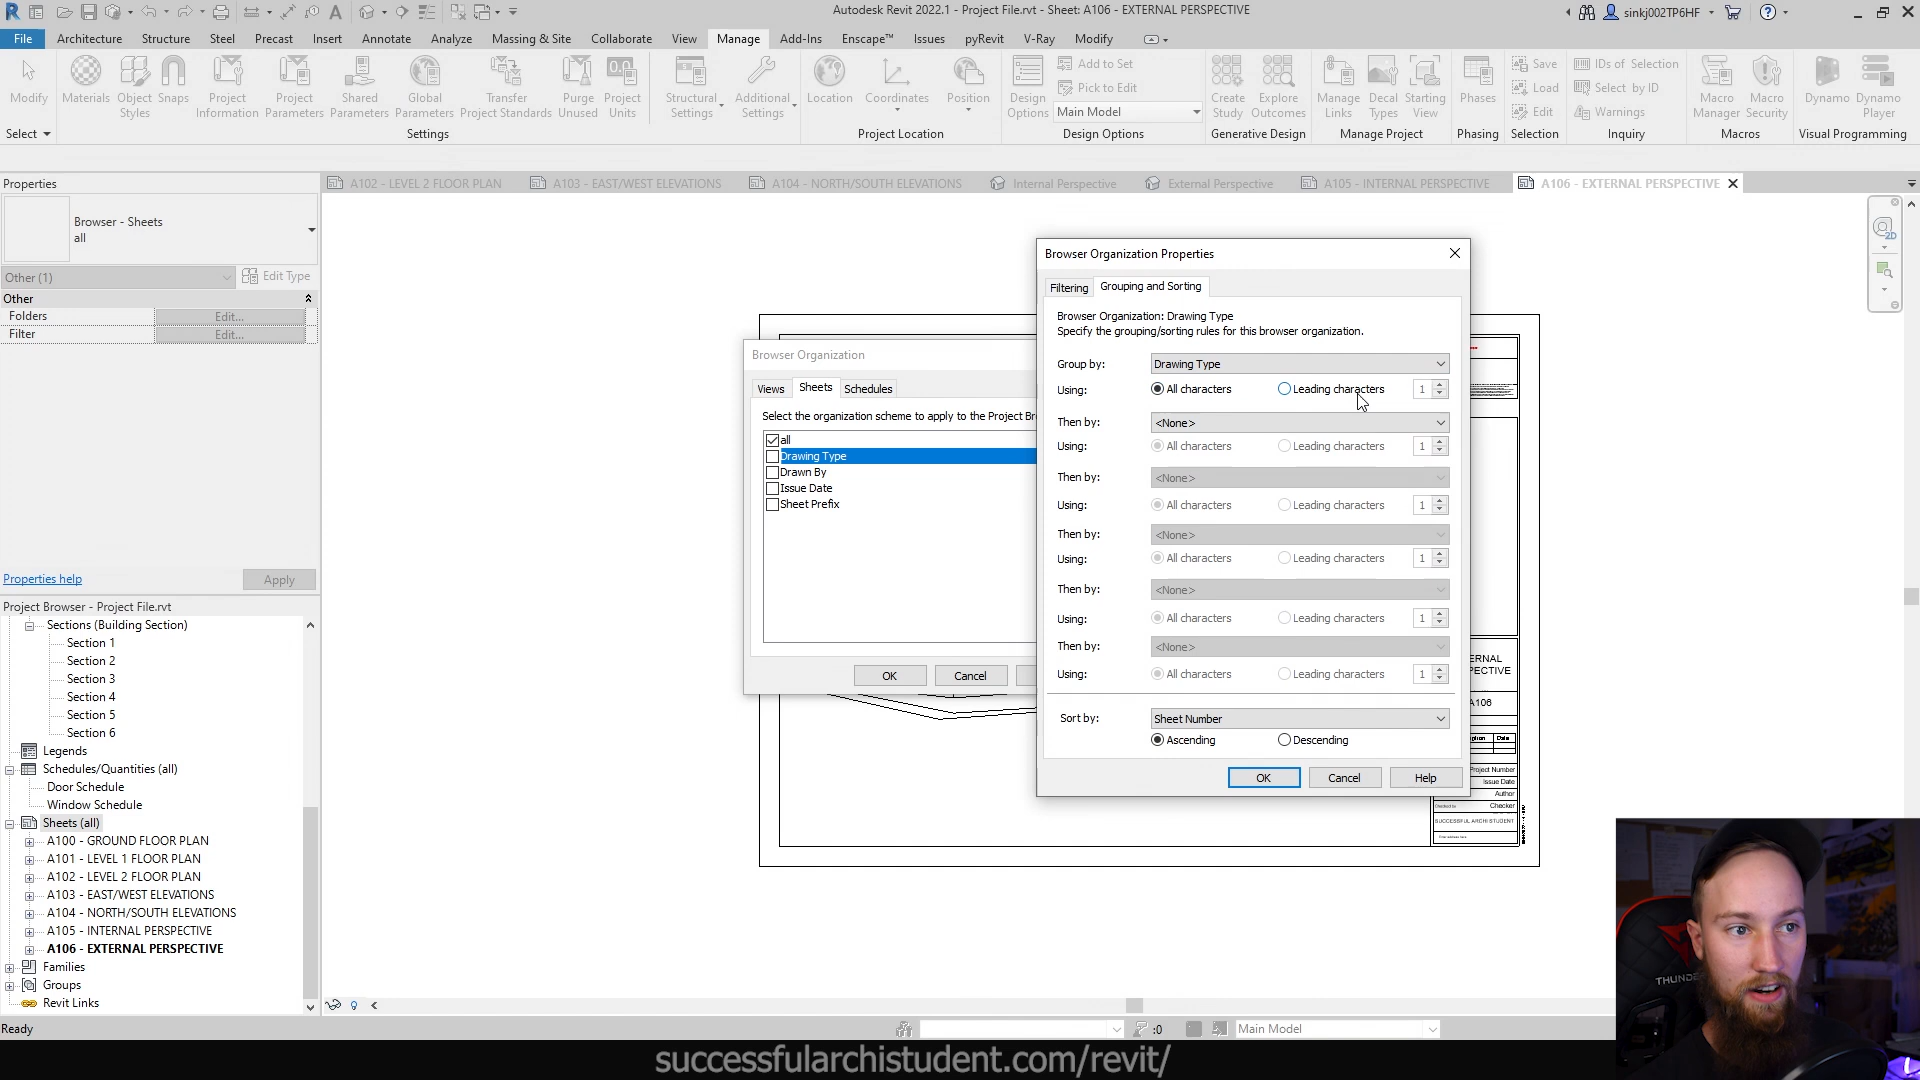 Autodesk Revit 2022.1 - Project File.rvt - Sheet: A106 - EXTERNAL PERSPECTIVE
sinkj002TP6HF
File Architecture Structure Steel Precast Insert Annotate Analyze Massing & Site Collaborate View Manage Add-Ins Enscape™ Issues pyRevit V-Ray Modify
Modify
Materials
Object Styles
Snaps
Project Information
Project Parameters
Shared Parameters
Global Parameters
Transfer Project Standards
Purge Unused
Project Units
Structural Settings
Additional Settings
Location
Coordinates
Position
Design Options
Add to Set
Pick to Edit
Main Model
Create Study
Explore Outcomes
Manage Links
Decal Types
Starting View
Phases
Save
Load
Edit
IDs of Selection
Select by ID
Warnings
Macro Manager
Macro Security
Dynamo
Dynamo Player
Select Settings Project Location Design Options Generative Design Manage Project Phasing Selection Inquiry Macros Visual Programming
Properties
A102 - LEVEL 2 FLOOR PLAN A103 - EAST/WEST ELEVATIONS A104 - NORTH/SOUTH ELEVATIONS Internal Perspective External Perspective A105 - INTERNAL PERSPECTIVE A106 - EXTERNAL PERSPECTIVE
Browser - Sheets
all
Other (1) Edit Type
Other
Folders Edit...
Filter Edit...
Properties help Apply
Project Browser - Project File.rvt
Sections (Building Section)
Section 1
Section 2
Section 3
Section 4
Section 5
Section 6
Legends
Schedules/Quantities (all)
Door Schedule
Window Schedule
Sheets (all)
A100 - GROUND FLOOR PLAN
A101 - LEVEL 1 FLOOR PLAN
A102 - LEVEL 2 FLOOR PLAN
A103 - EAST/WEST ELEVATIONS
A104 - NORTH/SOUTH ELEVATIONS
A105 - INTERNAL PERSPECTIVE
A106 - EXTERNAL PERSPECTIVE
Families
Groups
Revit Links
Browser Organization
Views Sheets Schedules
Select the organization scheme to apply to the Project Br
all
Drawing Type
Drawn By
Issue Date
Sheet Prefix
OK Cancel
Browser Organization Properties
Filtering Grouping and Sorting
Browser Organization: Drawing Type
Specify the grouping/sorting rules for this browser organization.
Group by: Drawing Type
Using: All characters Leading characters 1
Then by: <None>
Using: All characters Leading characters 1
Then by: <None>
Using: All characters Leading characters 1
Then by: <None>
Using: All characters Leading characters 1
Then by: <None>
Using: All characters Leading characters 1
Then by: <None>
Using: All characters Leading characters 1
Sort by: Sheet Number
Ascending Descending
OK Cancel Help
ERNAL
PECTIVE
A106
Date
Project Number
Issue Date
Author
Checker
SUCCESSFUL ARCHI STUDENT
2D
THUNDE
Ready :0 Main Model
successfularchistudent.com/revit/